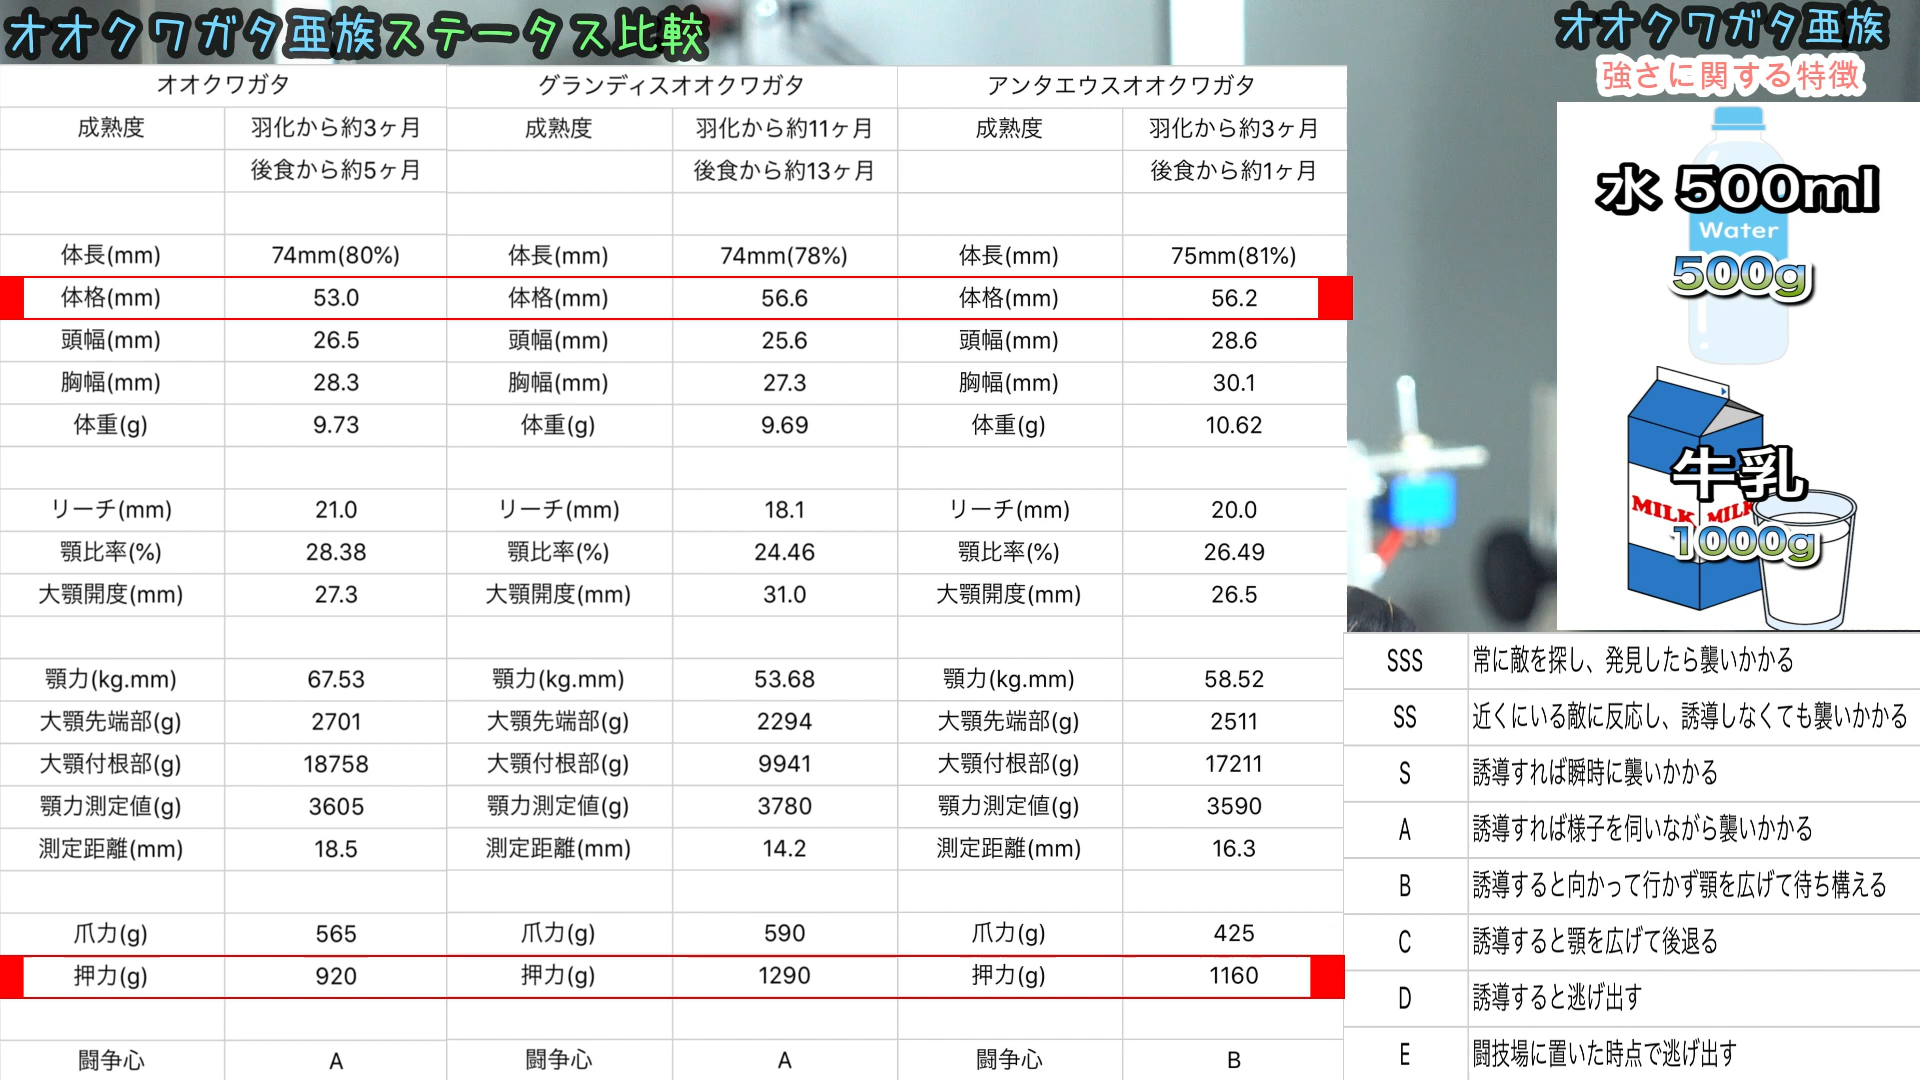 オオクワガタ亜族ステータス比較
オオクワガタ グランディスオオクワガタ アンタエウスオオクワガタ
成熟度 羽化から約3ヶ月 成熟度 羽化から約11ヶ月 成熟度 羽化から約3ヶ月
後食から約5ヶ月 後食から約13ヶ月 後食から約1ヶ月
体長(mm) 74mm(80%) 体長(mm) 74mm(78%) 体長(mm) 75mm(81%)
体格(mm) 53.0 体格(mm) 56.6 体格(mm) 56.2
頭幅(mm) 26.5 頭幅(mm) 25.6 頭幅(mm) 28.6
胸幅(mm) 28.3 胸幅(mm) 27.3 胸幅(mm) 30.1
体重(g) 9.73 体重(g) 9.69 体重(g) 10.62
リーチ(mm) 21.0 リーチ(mm) 18.1 リーチ(mm) 20.0
顎比率(%) 28.38 顎比率(%) 24.46 顎比率(%) 26.49
大顎開度(mm) 27.3 大顎開度(mm) 31.0 大顎開度(mm) 26.5
顎力(kg.mm) 67.53 顎力(kg.mm) 53.68 顎力(kg.mm) 58.52
大顎先端部(g) 2701 大顎先端部(g) 2294 大顎先端部(g) 2511
大顎付根部(g) 18758 大顎付根部(g) 9941 大顎付根部(g) 17211
顎力測定値(g) 3605 顎力測定値(g) 3780 顎力測定値(g) 3590
測定距離(mm) 18.5 測定距離(mm) 14.2 測定距離(mm) 16.3
爪力(g) 565 爪力(g) 590 爪力(g) 425
押力(g) 920 押力(g) 1290 押力(g) 1160
闘争心 A 闘争心 A 闘争心 B
オオクワガタ亜族
強さに関する特徴
水 500ml
Water
500g
牛乳
MILK MILK
1000g
SSS 常に敵を探し、発見したら襲いかかる
SS 近くにいる敵に反応し、誘導しなくても襲いかかる
S 誘導すれば瞬時に襲いかかる
A 誘導すれば様子を伺いながら襲いかかる
B 誘導すると向かって行かず顎を広げて待ち構える
C 誘導すると顎を広げて後退る
D 誘導すると逃げ出す
E 闘技場に置いた時点で逃げ出す